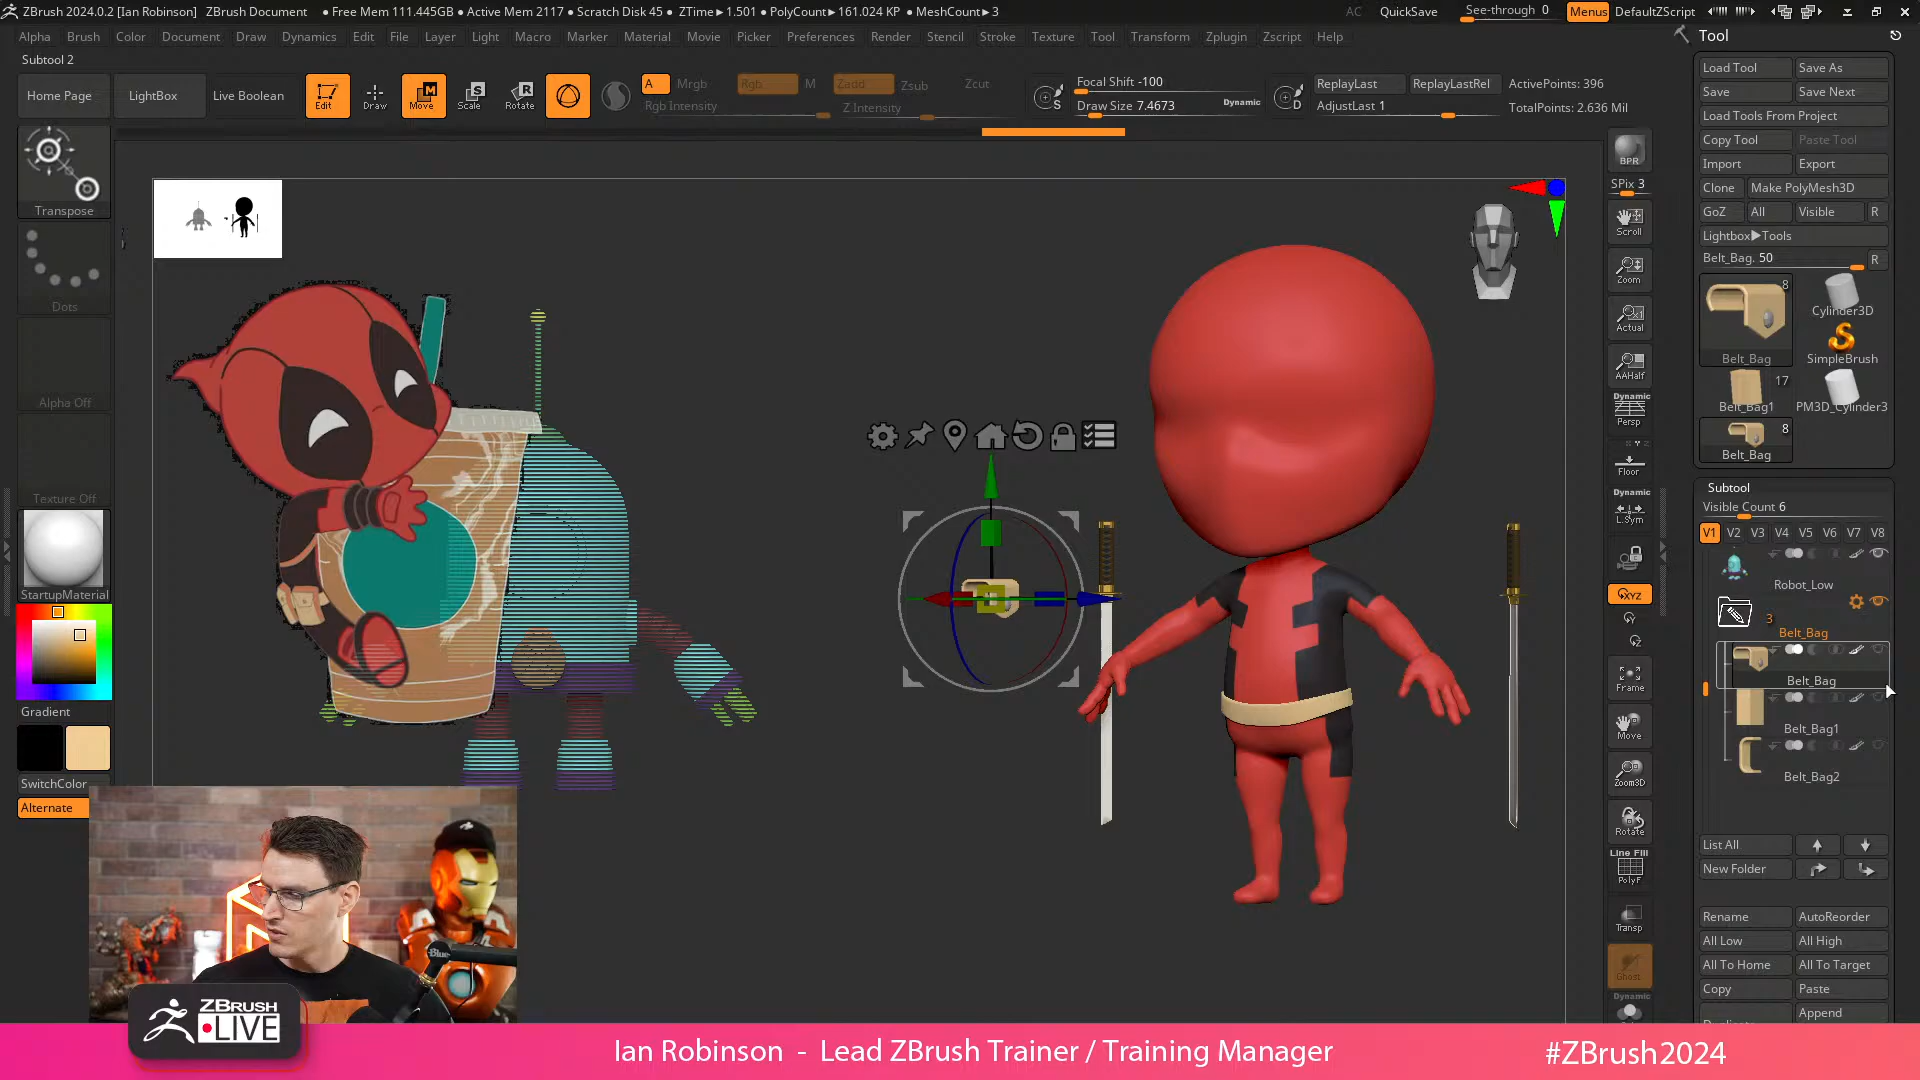 ZBrush 2024.0.2 [Ian Robinson] ZBrush Document ● Free Mem 111.445GB ● Active Mem 2117 ● Scratch Disk 45 ● ZTime►1.501 ● PolyCount►161.024 KP ● MeshCount►3 AC QuickSave See-through 0 Menus DefaultZScript
Alpha Brush Color Document Draw Dynamics Edit File Layer Light Macro Marker Material Movie Picker Preferences Render Stencil Stroke Texture Tool Transform Zplugin Zscript Help
Subtool 2
Home Page LightBox Live Boolean
Edit Draw Move Scale Rotate
A Mrgb Rgb M Zadd Zsub Zcut
Rgb Intensity Z Intensity
S Focal Shift -100
Draw Size 7.4673 Dynamic
D ReplayLast ReplayLastRel ActivePoints: 396
AdjustLast 1 TotalPoints: 2.636 Mil
Transpose
Dots
Alpha Off
Texture Off
StartupMaterial
Gradient
SwitchColor
Alternate
BPR
SPix 3
Scroll
Zoom
Actual
AAHalf
Dynamic
Persp
Floor
Dynamic
L.Sym
XYZ
Frame
Move
Zoom3D
Rotate
Line Fill
PolyF
Transp
Ghost
Dynamic
Tool
Load Tool Save As
Save Save Next
Load Tools From Project
Copy Tool Paste Tool
Import Export
Clone Make PolyMesh3D
GoZ All Visible R
Lightbox►Tools
Belt_Bag. 50 R
8
Cylinder3D
Belt_Bag SimpleBrush
17
Belt_Bag1 PM3D_Cylinder3
8
Belt_Bag
Subtool
Visible Count 6
V1 V2 V3 V4 V5 V6 V7 V8
Robot_Low
3
Belt_Bag
Belt_Bag
Belt_Bag1
Belt_Bag2
List All
New Folder
Rename AutoReorder
All Low All High
All To Home All To Target
Copy Paste
Append
Blue
ZBRUSH
LIVE
Ian Robinson - Lead ZBrush Trainer / Training Manager
#ZBrush2024